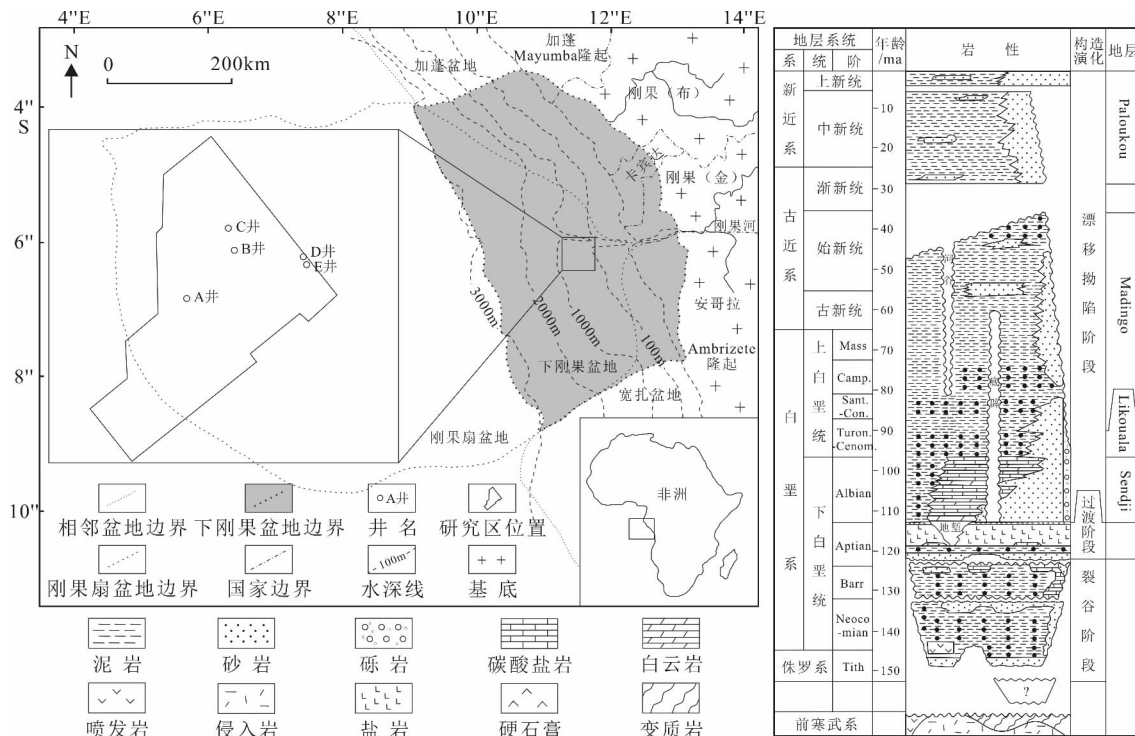 4″E
6″E
8″E
10″E
12″E
14″E
N
0
200km
4″
S
6″
8″
10″
加蓬盆地
加蓬
Mayumba隆起
刚果（布）
刚果（金）
刚果河
安哥拉
Ambrizete
隆起
3000m
2000m
1000m
100m
下刚果盆地
宽扎盆地
刚果扇盆地
C井
B井
D井
E井
A井
非洲
A井
100m
相邻盆地边界
下刚果盆地边界
井名
研究区位置
刚果扇盆地边界
国家边界
水深线
基底
泥岩
砂岩
砾岩
碳酸盐岩
白云岩
喷发岩
侵入岩
盐岩
硬石膏
变质岩
地层系统
年龄
/ma
岩性
构造演化
地层
系
统
阶
新近系
上新统
中新统
古近系
渐新统
始新统
古新统
白垩系
上白垩统
Mass
Camp.
Sant.
-Con.
Turon.
-Cenom.
下白垩统
Albian
Aptian
Barr
Neoco
-mian
侏罗系
Tith
前寒武系
10
20
30
40
50
60
70
80
90
100
110
120
130
140
150
地堑
?
漂移拗陷阶段
过渡阶段
裂谷阶段
Paloukou
Madingo
Likouala
Sendji